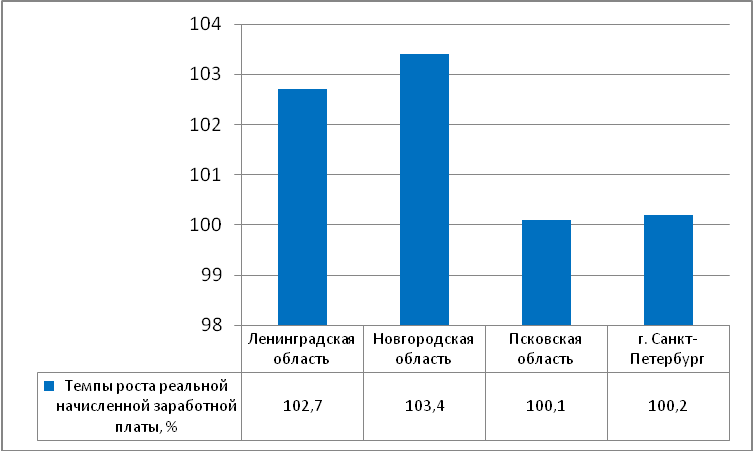 104
103
102
101
100
99
98
Ленинградская область
Новгородская область
Псковская область
г. Санкт-Петербург
Темпы роста реальной
начисленной заработной
платы, %
102,7
103,4
100,1
100,2